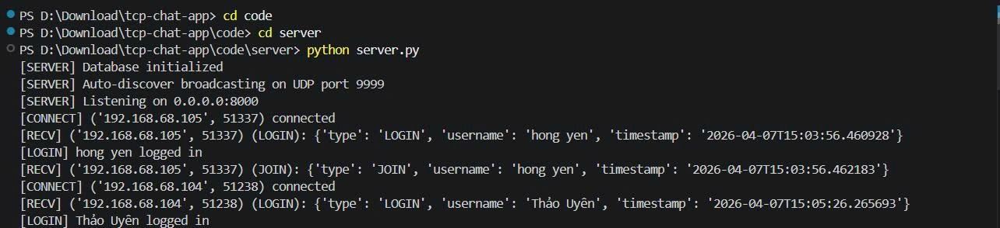 PS D:\Download\tcp-chat-app> cd code
PS D:\Download\tcp-chat-app\code> cd server
PS D:\Download\tcp-chat-app\code\server> python server.py
[SERVER] Database initialized
[SERVER] Auto-discover broadcasting on UDP port 9999
[SERVER] Listening on 0.0.0.0:8000
[CONNECT] ('192.168.68.105', 51337) connected
[RECV] ('192.168.68.105', 51337) (LOGIN): {'type': 'LOGIN', 'username': 'hong yen', 'timestamp': '2026-04-07T15:03:56.460928'}
[LOGIN] hong yen logged in
[RECV] ('192.168.68.105', 51337) (JOIN): {'type': 'JOIN', 'username': 'hong yen', 'timestamp': '2026-04-07T15:03:56.462183'}
[CONNECT] ('192.168.68.104', 51238) connected
[RECV] ('192.168.68.104', 51238) (LOGIN): {'type': 'LOGIN', 'username': 'Thảo Uyên', 'timestamp': '2026-04-07T15:05:26.265693'}
[LOGIN] Thảo Uyên logged in